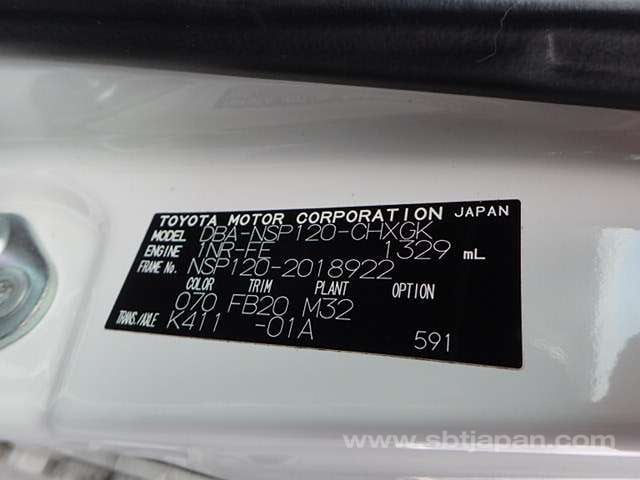 TOYOTA MOTOR CORPORATION JAPAN
MODEL DBA-NSP120-CHXGK
ENGINE 1NR-FE 1329 mL
FRAME No. NSP120-2018922
COLOR TRIM PLANT OPTION
070 FB20 M32
TRANS./AXLE K411 -01A
591
www.sbtjapan.com